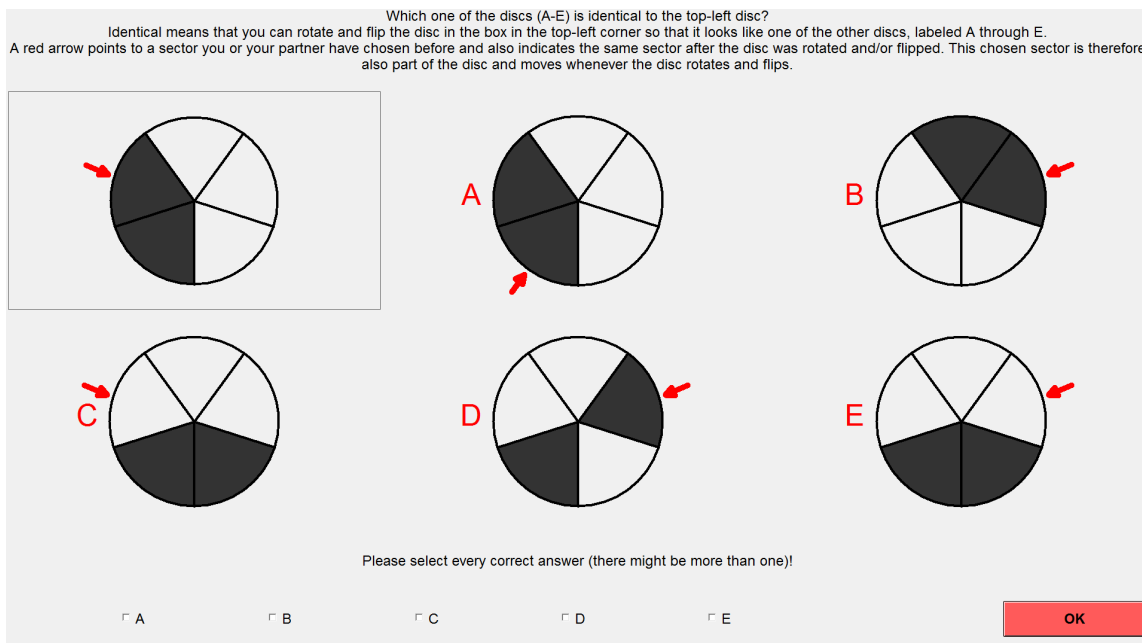 Which one of the discs (A-E) is identical to the top-left disc?
Identical means that you can rotate and flip the disc in the box in the top-left corner so that it looks like one of the other discs, labeled A through E.
A red arrow points to a sector you or your partner have chosen before and also indicates the same sector after the disc was rotated and/or flipped. This chosen sector is therefore
also part of the disc and moves whenever the disc rotates and flips.
A
B
C
D
E
Please select every correct answer (there might be more than one)!
A B C D E OK